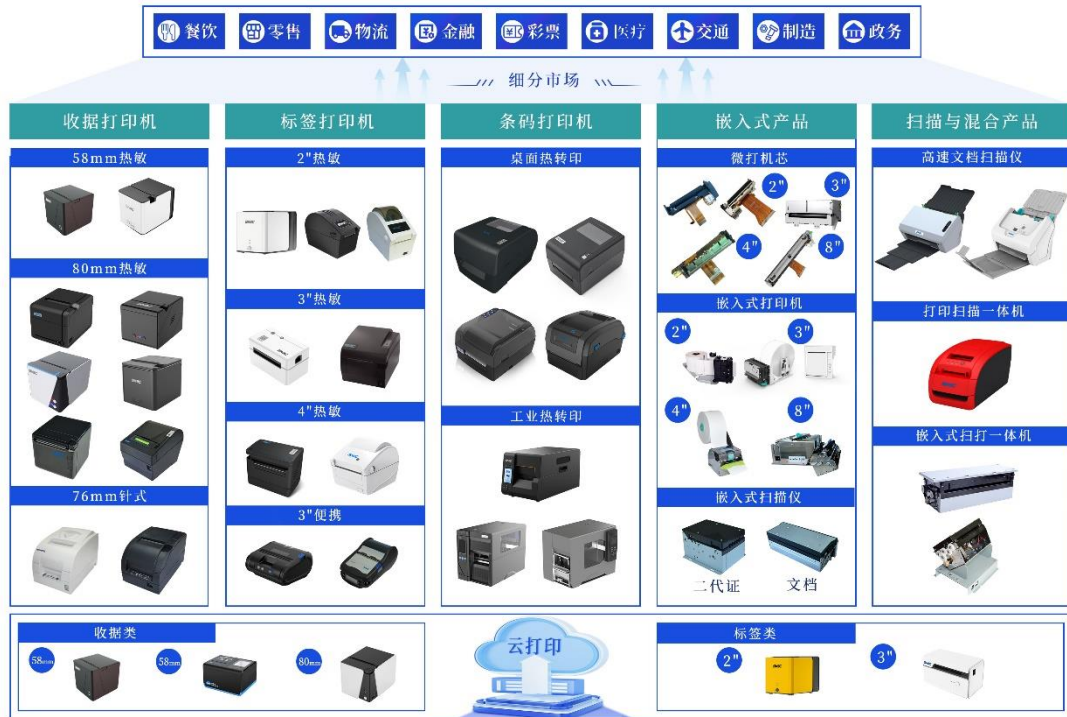 餐饮
零售
物流
金融
彩票
医疗
交通
制造
政务
细分市场
收据打印机
标签打印机
条码打印机
嵌入式产品
扫描与混合产品
58mm热敏
80mm热敏
76mm针式
2"热敏
3"热敏
4"热敏
3"便携
桌面热转印
工业热转印
微打机芯
2"
3"
4"
8"
嵌入式打印机
2"
3"
4"
8"
嵌入式扫描仪
二代证
文档
高速文档扫描仪
打印扫描一体机
嵌入式扫打一体机
收据类
58mm
58mm
80mm
云打印
标签类
2"
3"